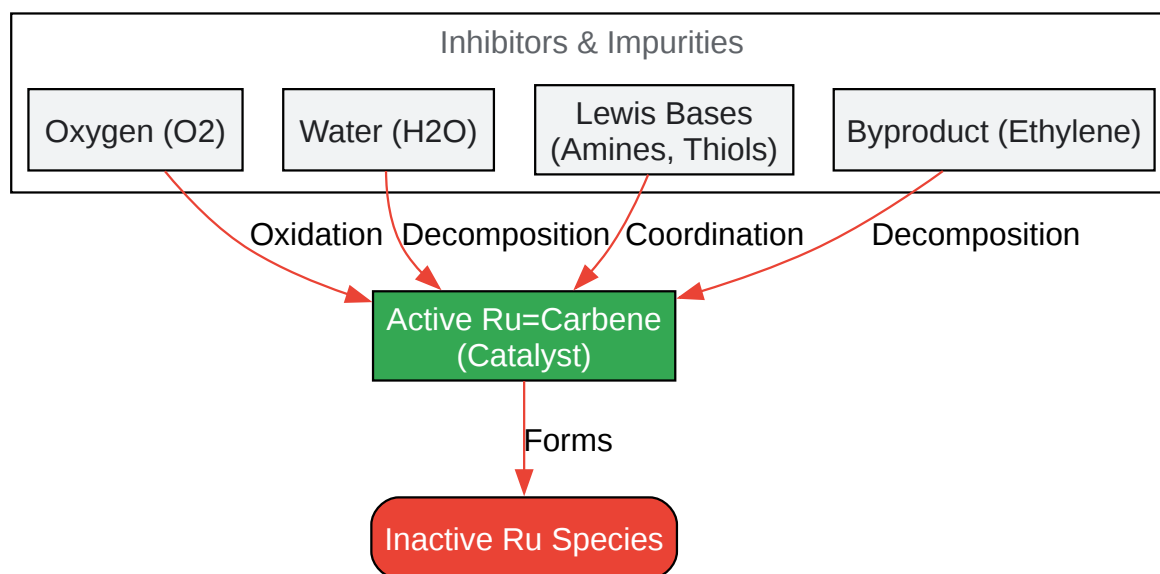 Inhibitors & Impurities
Oxygen (O2)
Water (H2O)
Lewis Bases
(Amines, Thiols)
Byproduct (Ethylene)
Oxidation
Decomposition
Coordination
Decomposition
Active Ru=Carbene
(Catalyst)
Forms
Inactive Ru Species